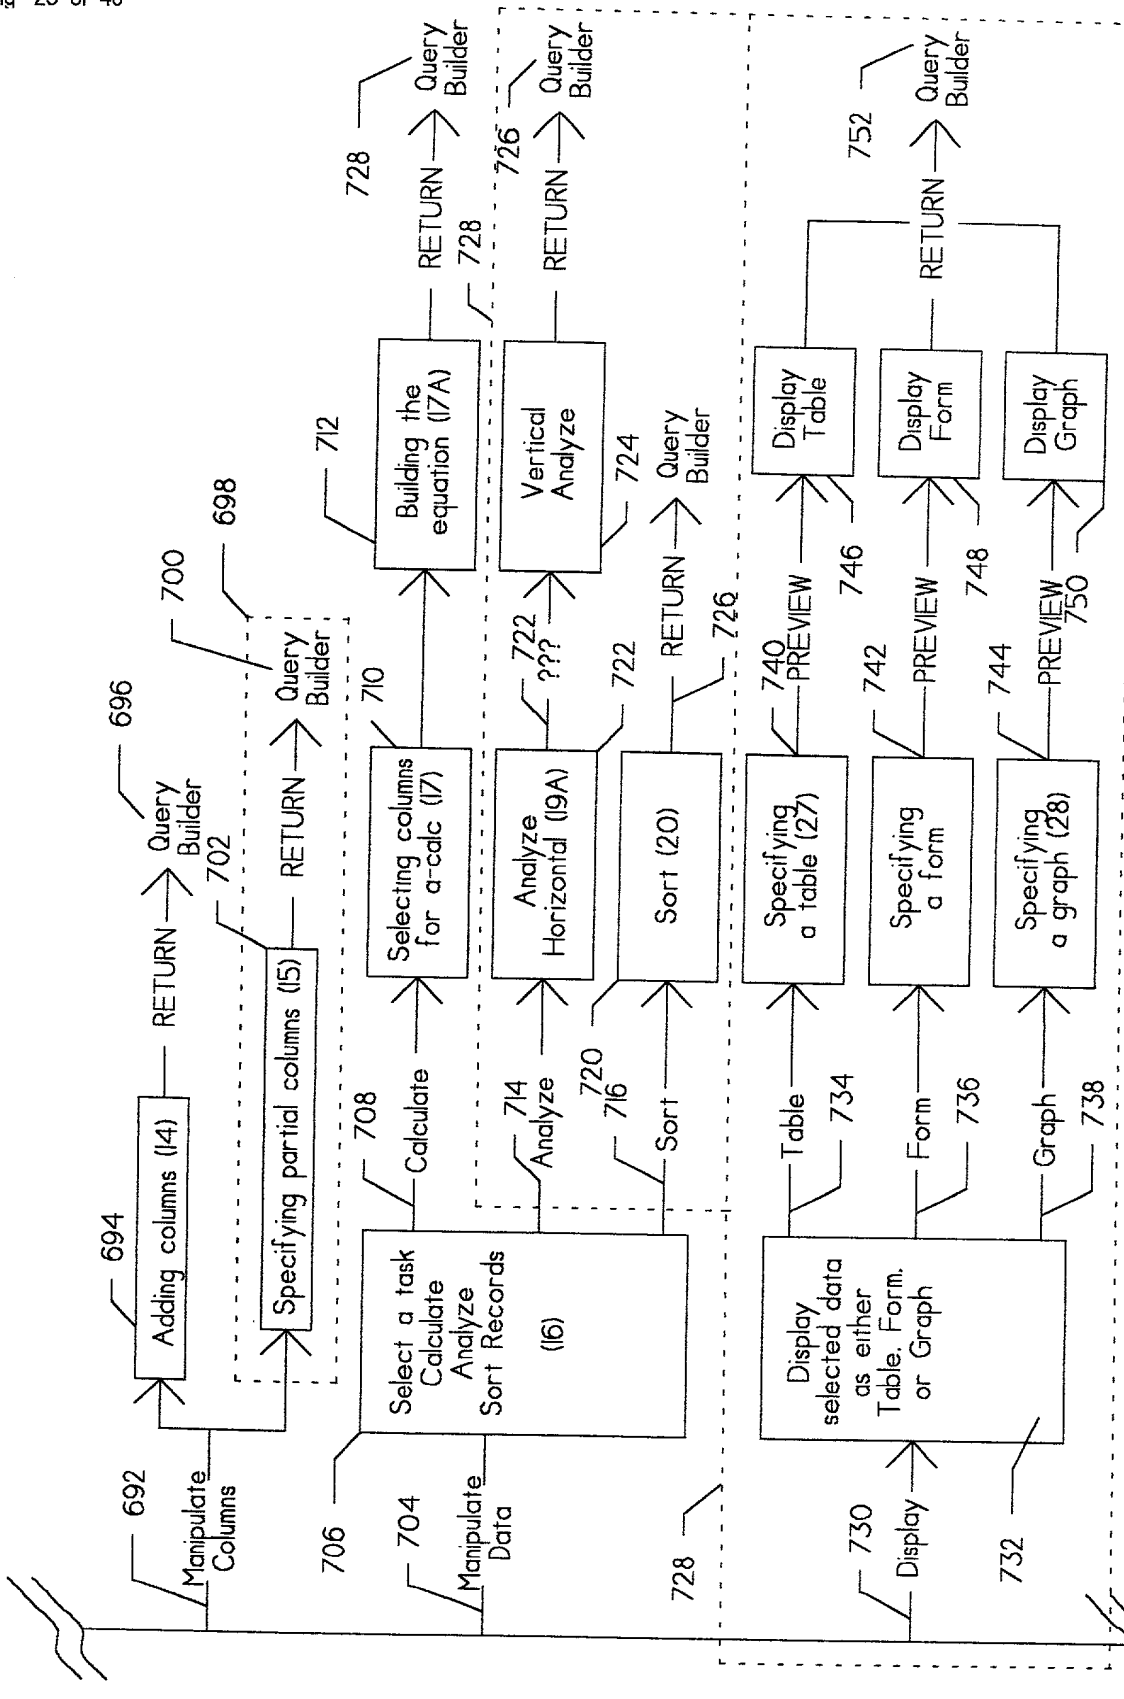 692
Manipulate
Columns
694
Adding columns (14)
RETURN
Query
Builder
696
702
Specifying partial columns (15)
RETURN
Query
Builder
700
698
704
Manipulate
Data
706
Select a task
Calculate
Analyze
Sort Records
(16)
708
Calculate
710
Selecting columns
for a-calc (17)
712
Building the
equation (17A)
RETURN
Query
Builder
728
728
714
Analyze
Analyze
Horizontal (19A)
722
???
722
Vertical
Analyze
724
RETURN
726
Query
Builder
716
Sort
720
Sort (20)
RETURN
726
Query
Builder
728
730
Display
732
Display
selected data
as either
Table. Form.
or Graph
Table
734
Specifying
a table (27)
740
PREVIEW
Display
Table
746
Form
736
Specifying
a form
742
PREVIEW
Display
Form
748
Graph
738
Specifying
a graph (28)
744
PREVIEW
750
Display
Graph
RETURN
Query
Builder
752